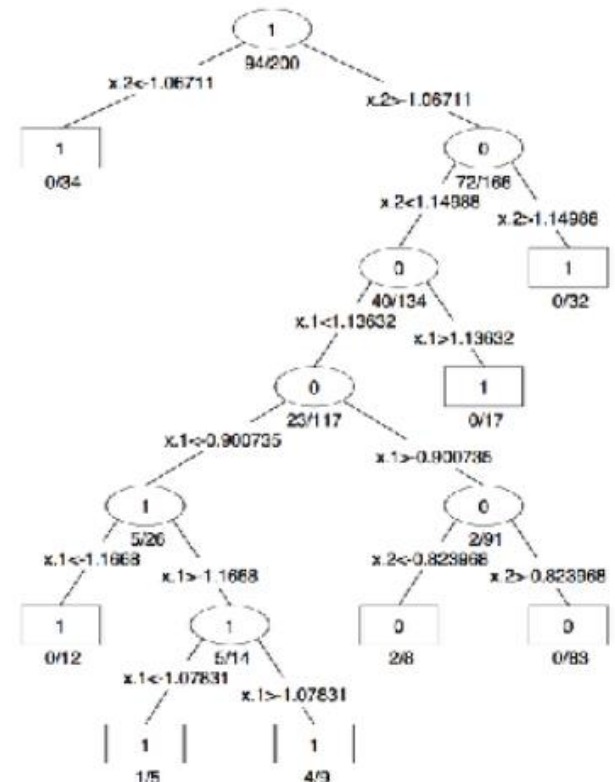 1
94/200
x.2<-1.06711
x.2>-1.06711
1
0/34
0
72/166
x.2<1.14988
x.2>1.14988
0
40/134
1
0/32
x.1<1.13632
x.1>1.13632
0
23/117
1
0/17
x.1<-0.900735
x.1>-0.900735
1
5/26
0
2/91
x.1<-1.1668
x.1>-1.1668
x.2<-0.823968
x.2>-0.823968
1
0/12
1
5/14
0
2/8
0
0/83
x.1<-1.07831
x.1>-1.07831
1
1/5
1
4/9